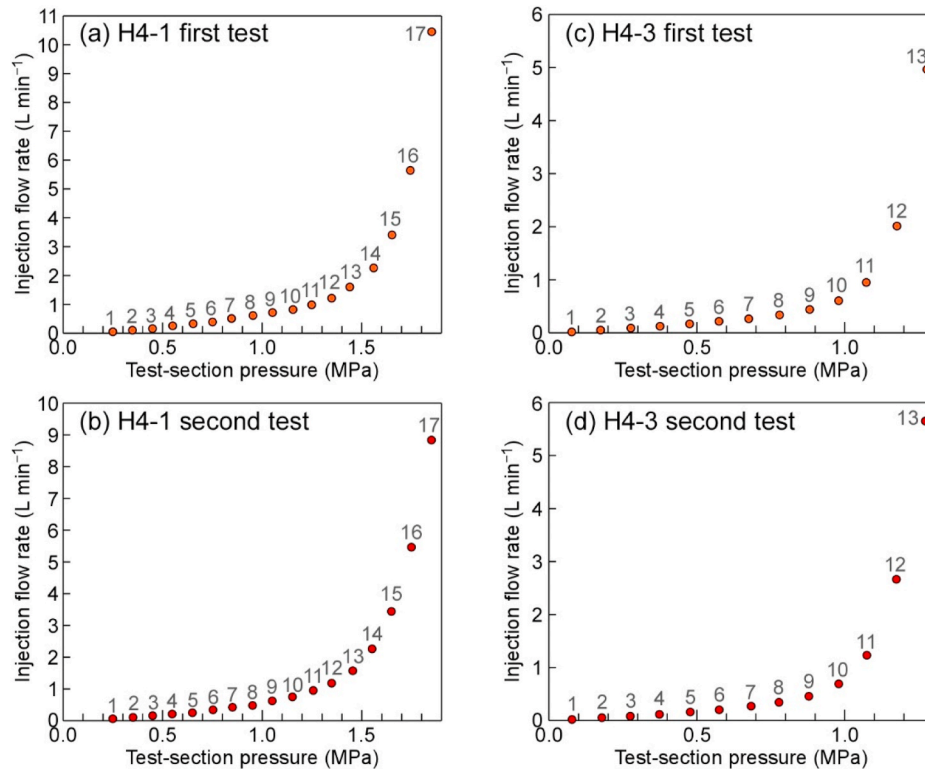 (a) H4-1 first test
Injection flow rate (L min⁻¹)
11
10
9
8
7
6
5
4
3
2
1
0
1 2 3 4 5 6 7 8 9 10 11 12 13 14 15 16 17
0.0 0.5 1.0 1.5
Test-section pressure (MPa)
(c) H4-3 first test
Injection flow rate (L min⁻¹)
6
5
4
3
2
1
0
1 2 3 4 5 6 7 8 9 10 11 12 13
0.0 1.0
Test-section pressure (MPa)
(b) H4-1 second test
Injection flow rate (L min⁻¹)
10
9
8
7
6
5
4
3
2
1
0
1 2 3 4 5 6 7 8 9 10 11 12 13 14 15 16 17
0.0 0.5 1.0 1.5
Test-section pressure (MPa)
(d) H4-3 second test
Injection flow rate (L min⁻¹)
6
5
4
3
2
1
0
1 2 3 4 5 6 7 8 9 10 11 12 13
0.0 1.0
Test-section pressure (MPa)